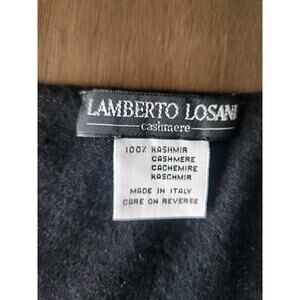 LAMBERTO LOSANI
cashmere
100% KASHMIR
CASHMERE
CACHEMIRE
KASCHMIR
MADE IN ITALY
CARE ON REVERSE